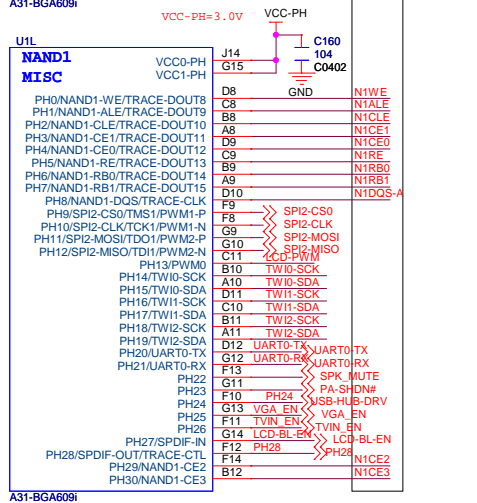 A31-BGA609i
VCC-PH=3.0V
VCC-PH
U1L
NAND1
MISC
VCC0-PH J14
VCC1-PH G15
C160
104
C0402
GND
PH0/NAND1-WE/TRACE-DOUT8 D8 N1WE
PH1/NAND1-ALE/TRACE-DOUT9 C8 N1ALE
PH2/NAND1-CLE/TRACE-DOUT10 B8 N1CLE
PH3/NAND1-CE1/TRACE-DOUT11 A8 N1CE1
PH4/NAND1-CE0/TRACE-DOUT12 D9 N1CE0
PH5/NAND1-RE/TRACE-DOUT13 C9 N1RE
PH6/NAND1-RB0/TRACE-DOUT14 B9 N1RB0
PH7/NAND1-RB1/TRACE-DOUT15 A9 N1RB1
PH8/NAND1-DQS/TRACE-CLK D10 N1DQS-A
PH9/SPI2-CS0/TMS1/PWM1-P F9 SPI2-CS0
PH10/SPI2-CLK/TCK1/PWM1-N F8 SPI2-CLK
PH11/SPI2-MOSI/TDO1/PWM2-P G9 SPI2-MOSI
PH12/SPI2-MISO/TDI1/PWM2-N G10 SPI2-MISO
PH13/PWM0 C11 LCD-PWM
PH14/TWI0-SCK B10 TWI0-SCK
PH15/TWI0-SDA A10 TWI0-SDA
PH16/TWI1-SCK D11 TWI1-SCK
PH17/TWI1-SDA C10 TWI1-SDA
PH18/TWI2-SCK B11 TWI2-SCK
PH19/TWI2-SDA A11 TWI2-SDA
PH20/UART0-TX D12 UART0-TX UART0-TX
PH21/UART0-RX G12 UART0-RX UART0-RX
PH22 F13 SPK_MUTE
PH23 G11 PA-SHDN#
PH24 F10 PH24 USB-HUB-DRV
PH25 G13 VGA_EN VGA_EN
PH26 F11 TVIN_EN TVIN_EN
PH27/SPDIF-IN G14 LCD-BL-EN LCD-BL-EN
PH28/SPDIF-OUT/TRACE-CTL F12 PH28 PH28
PH29/NAND1-CE2 F14 N1CE2
PH30/NAND1-CE3 B12 N1CE3
A31-BGA609i